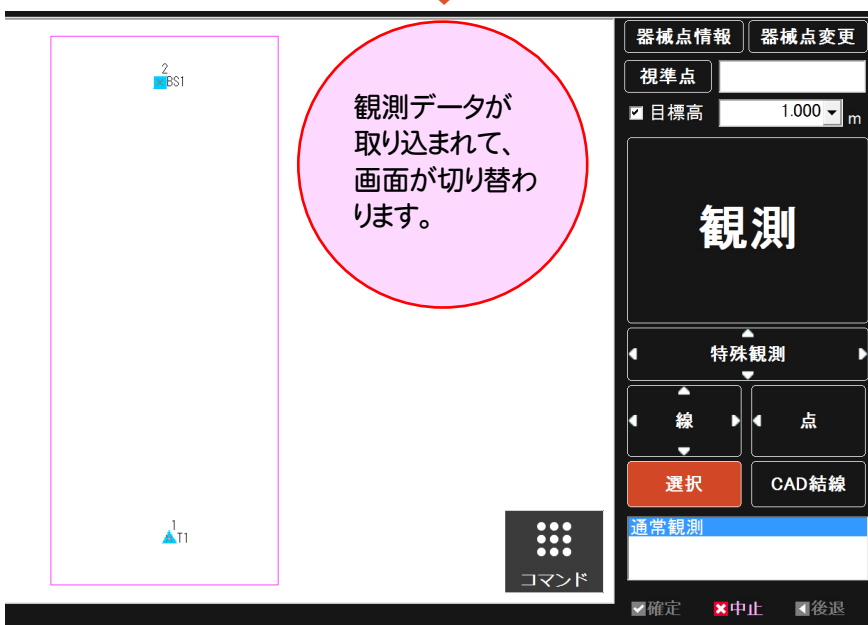 2
BS1
観測データが
取り込まれて、
画面が切り替わ
ります。
1
T1
コマンド
器械点情報 器械点変更
視準点
目標高 1.000 m
観測
特殊観測
線 点
選択 CAD結線
通常観測
確定 中止 後退